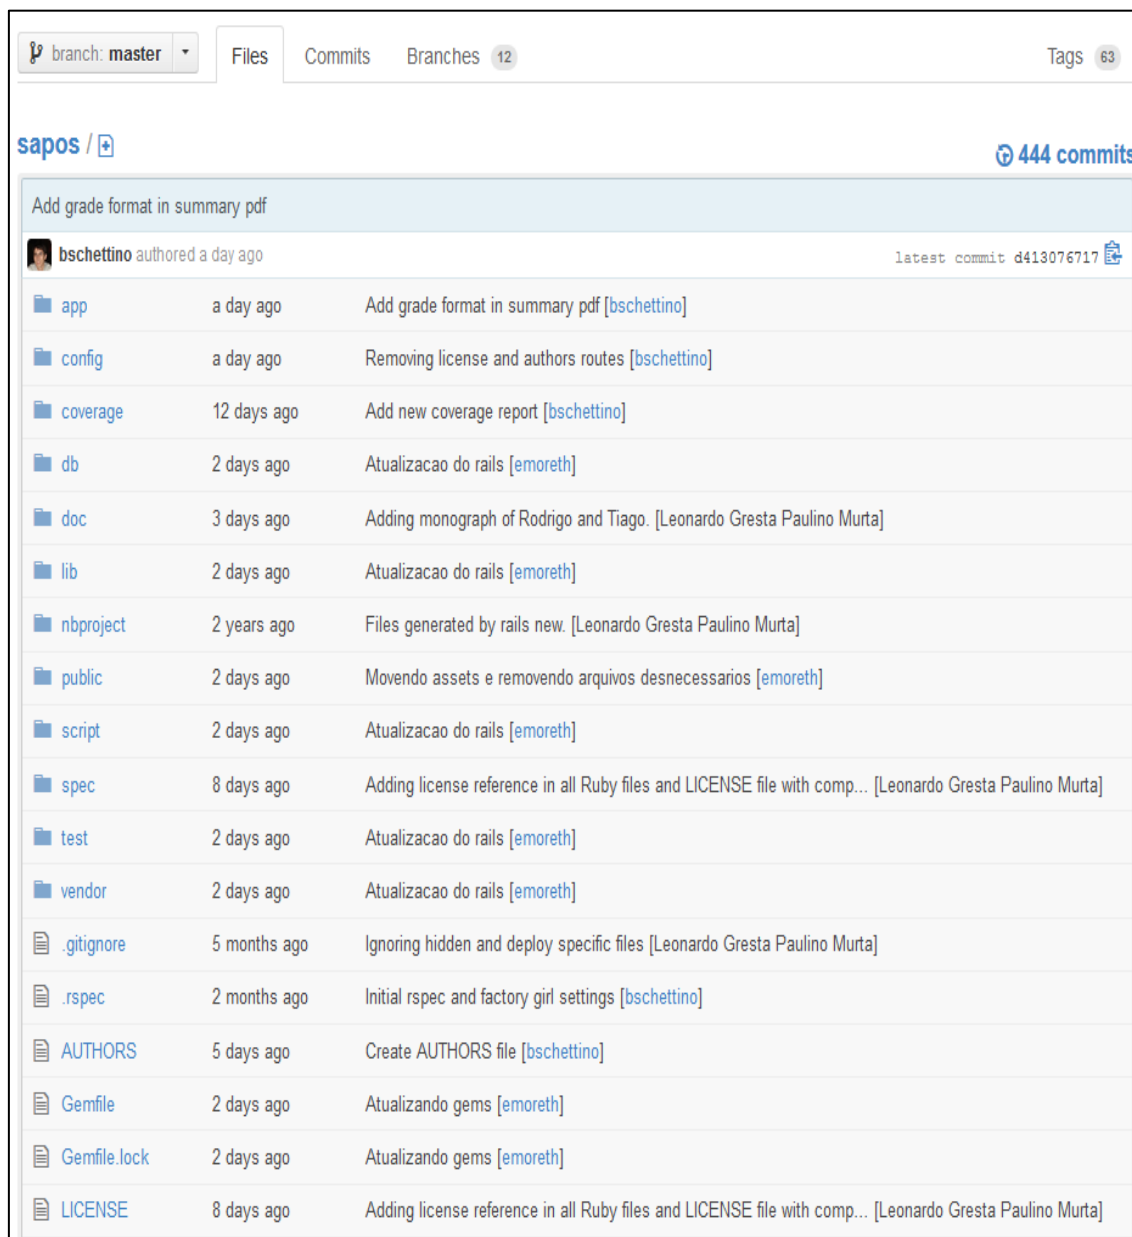 branch: master Files Commits Branches 12 Tags 63
sapos / 444 commits
Add grade format in summary pdf
bschettino authored a day ago latest commit d413076717
app a day ago Add grade format in summary pdf [bschettino]
config a day ago Removing license and authors routes [bschettino]
coverage 12 days ago Add new coverage report [bschettino]
db 2 days ago Atualizacao do rails [emoreth]
doc 3 days ago Adding monograph of Rodrigo and Tiago. [Leonardo Gresta Paulino Murta]
lib 2 days ago Atualizacao do rails [emoreth]
nbproject 2 years ago Files generated by rails new. [Leonardo Gresta Paulino Murta]
public 2 days ago Movendo assets e removendo arquivos desnecessarios [emoreth]
script 2 days ago Atualizacao do rails [emoreth]
spec 8 days ago Adding license reference in all Ruby files and LICENSE file with comp... [Leonardo Gresta Paulino Murta]
test 2 days ago Atualizacao do rails [emoreth]
vendor 2 days ago Atualizacao do rails [emoreth]
.gitignore 5 months ago Ignoring hidden and deploy specific files [Leonardo Gresta Paulino Murta]
.rspec 2 months ago Initial rspec and factory girl settings [bschettino]
AUTHORS 5 days ago Create AUTHORS file [bschettino]
Gemfile 2 days ago Atualizando gems [emoreth]
Gemfile.lock 2 days ago Atualizando gems [emoreth]
LICENSE 8 days ago Adding license reference in all Ruby files and LICENSE file with comp... [Leonardo Gresta Paulino Murta]